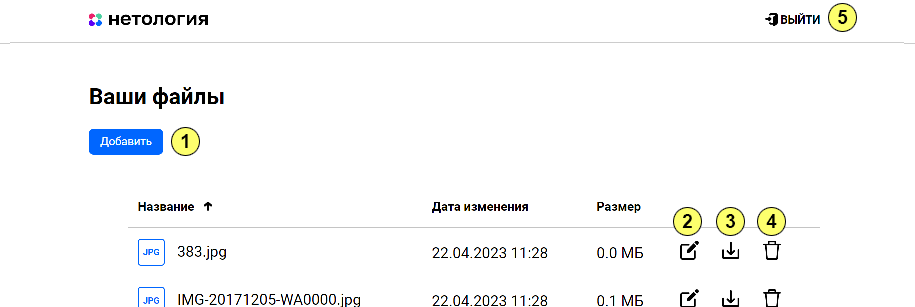 нетология
ВЫЙТИ 5
Ваши файлы
Добавить 1
Название Дата изменения Размер
2 3 4
JPG 383.jpg 22.04.2023 11:28 0.0 МБ
JPG IMG-20171205-WA0000.jpg 22.04.2023 11:28 0.1 МБ